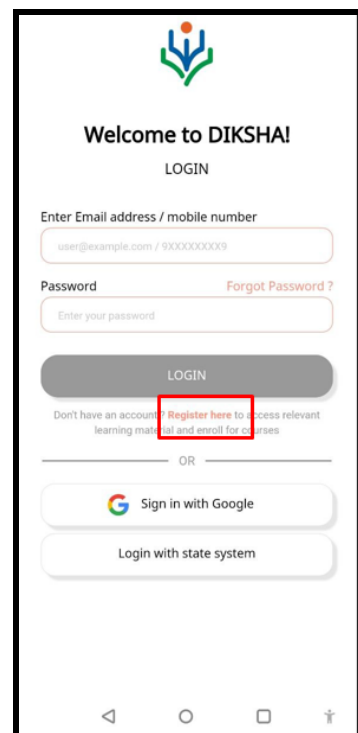 Welcome to DIKSHA!
LOGIN
Enter Email address / mobile number
user@example.com / 9XXXXXXXX9
Password Forgot Password ?
Enter your password
LOGIN
Don't have an account? Register here to access relevant
learning material and enroll for courses
OR
Sign in with Google
Login with state system